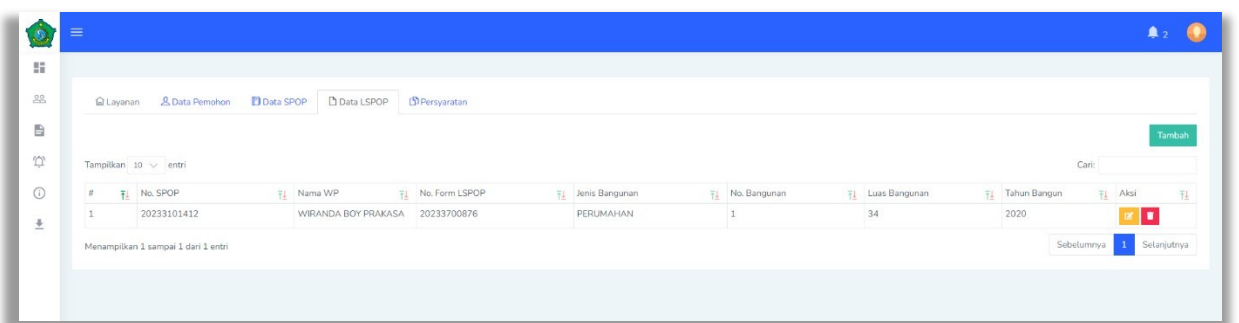 2
Layanan Data Pemohon Data SPOP Data LSPOP Persyaratan
Tambah
Tampilkan 10 entri Cari:
# No. SPOP Nama WP No. Form LSPOP Jenis Bangunan No. Bangunan Luas Bangunan Tahun Bangun Aksi
1 20233101412 WIRANDA BOY PRAKASA 20233700876 PERUMAHAN 1 34 2020
Menampilkan 1 sampai 1 dari 1 entri Sebelumnya 1 Selanjutnya